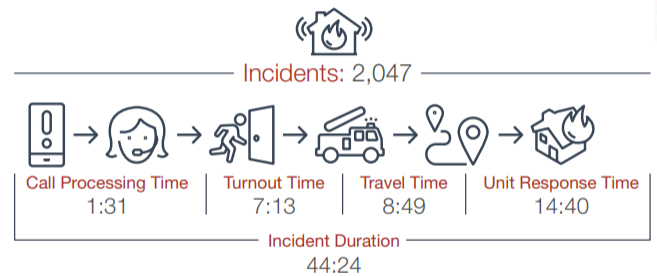 Incidents: 2,047
Call Processing Time
1:31
Turnout Time
7:13
Travel Time
8:49
Unit Response Time
14:40
Incident Duration
44:24